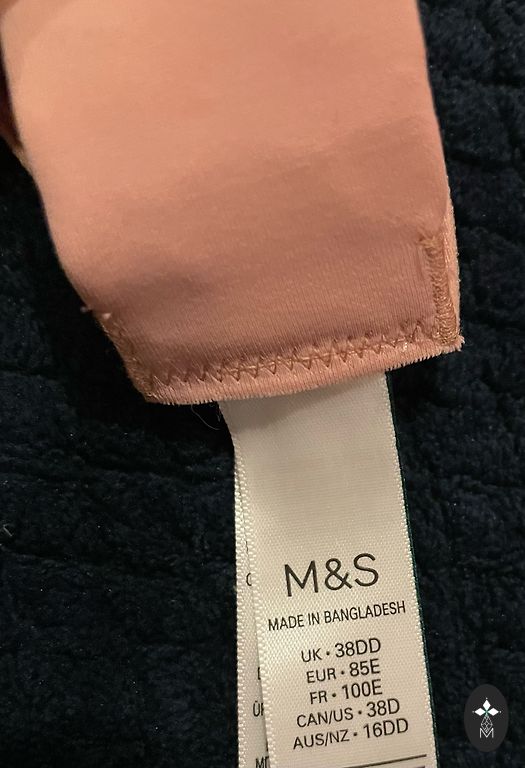 M&S
MADE IN BANGLADESH
UK • 38DD
EUR • 85E
FR • 100E
CAN/US • 38D
AUS/NZ • 16DD